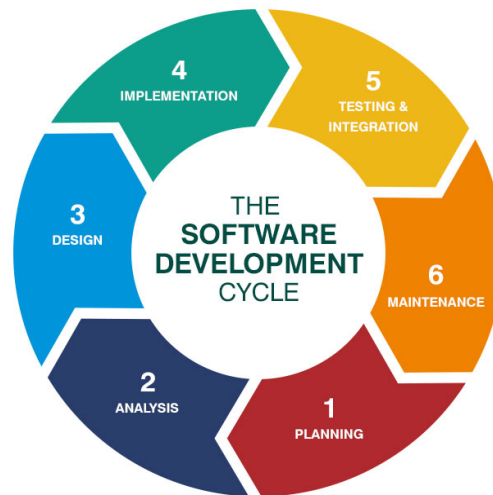 THE
SOFTWARE
DEVELOPMENT
CYCLE
1
PLANNING
2
ANALYSIS
3
DESIGN
4
IMPLEMENTATION
5
TESTING &
INTEGRATION
6
MAINTENANCE